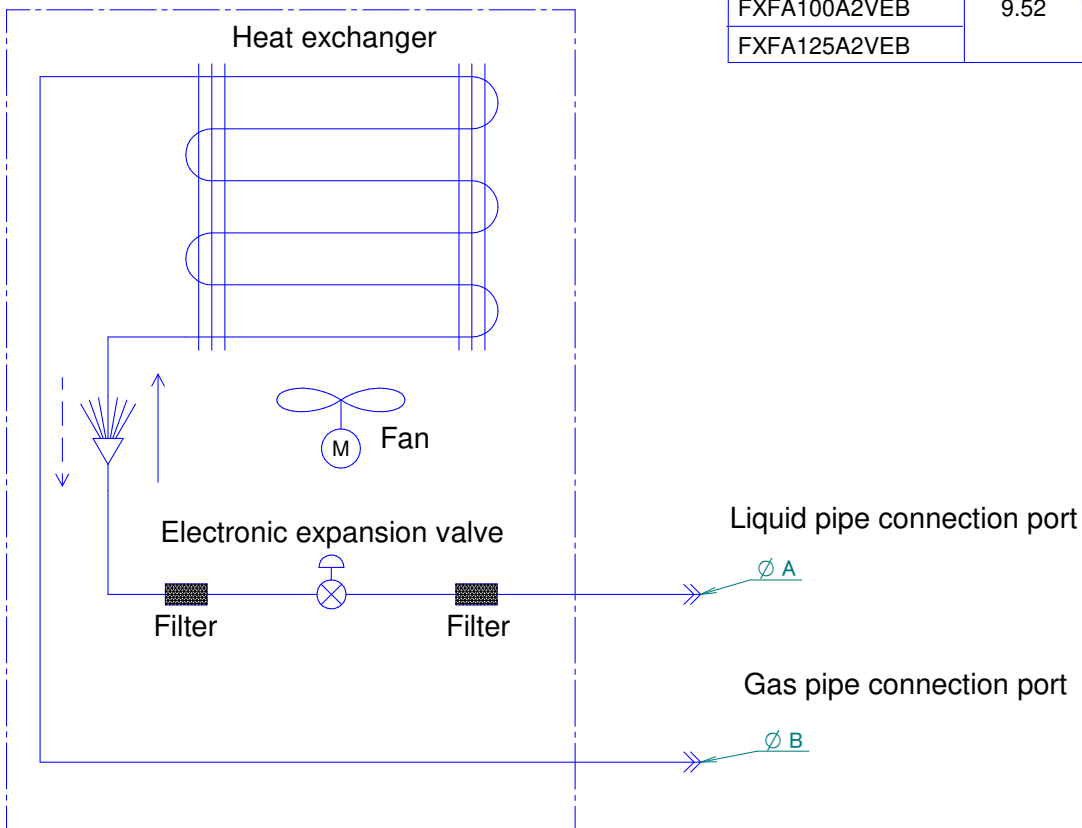 FXFA100A2VEB 9.52
FXFA125A2VEB
Heat exchanger
M Fan
Electronic expansion valve
Filter Filter
Liquid pipe connection port
Ø A
Gas pipe connection port
Ø B